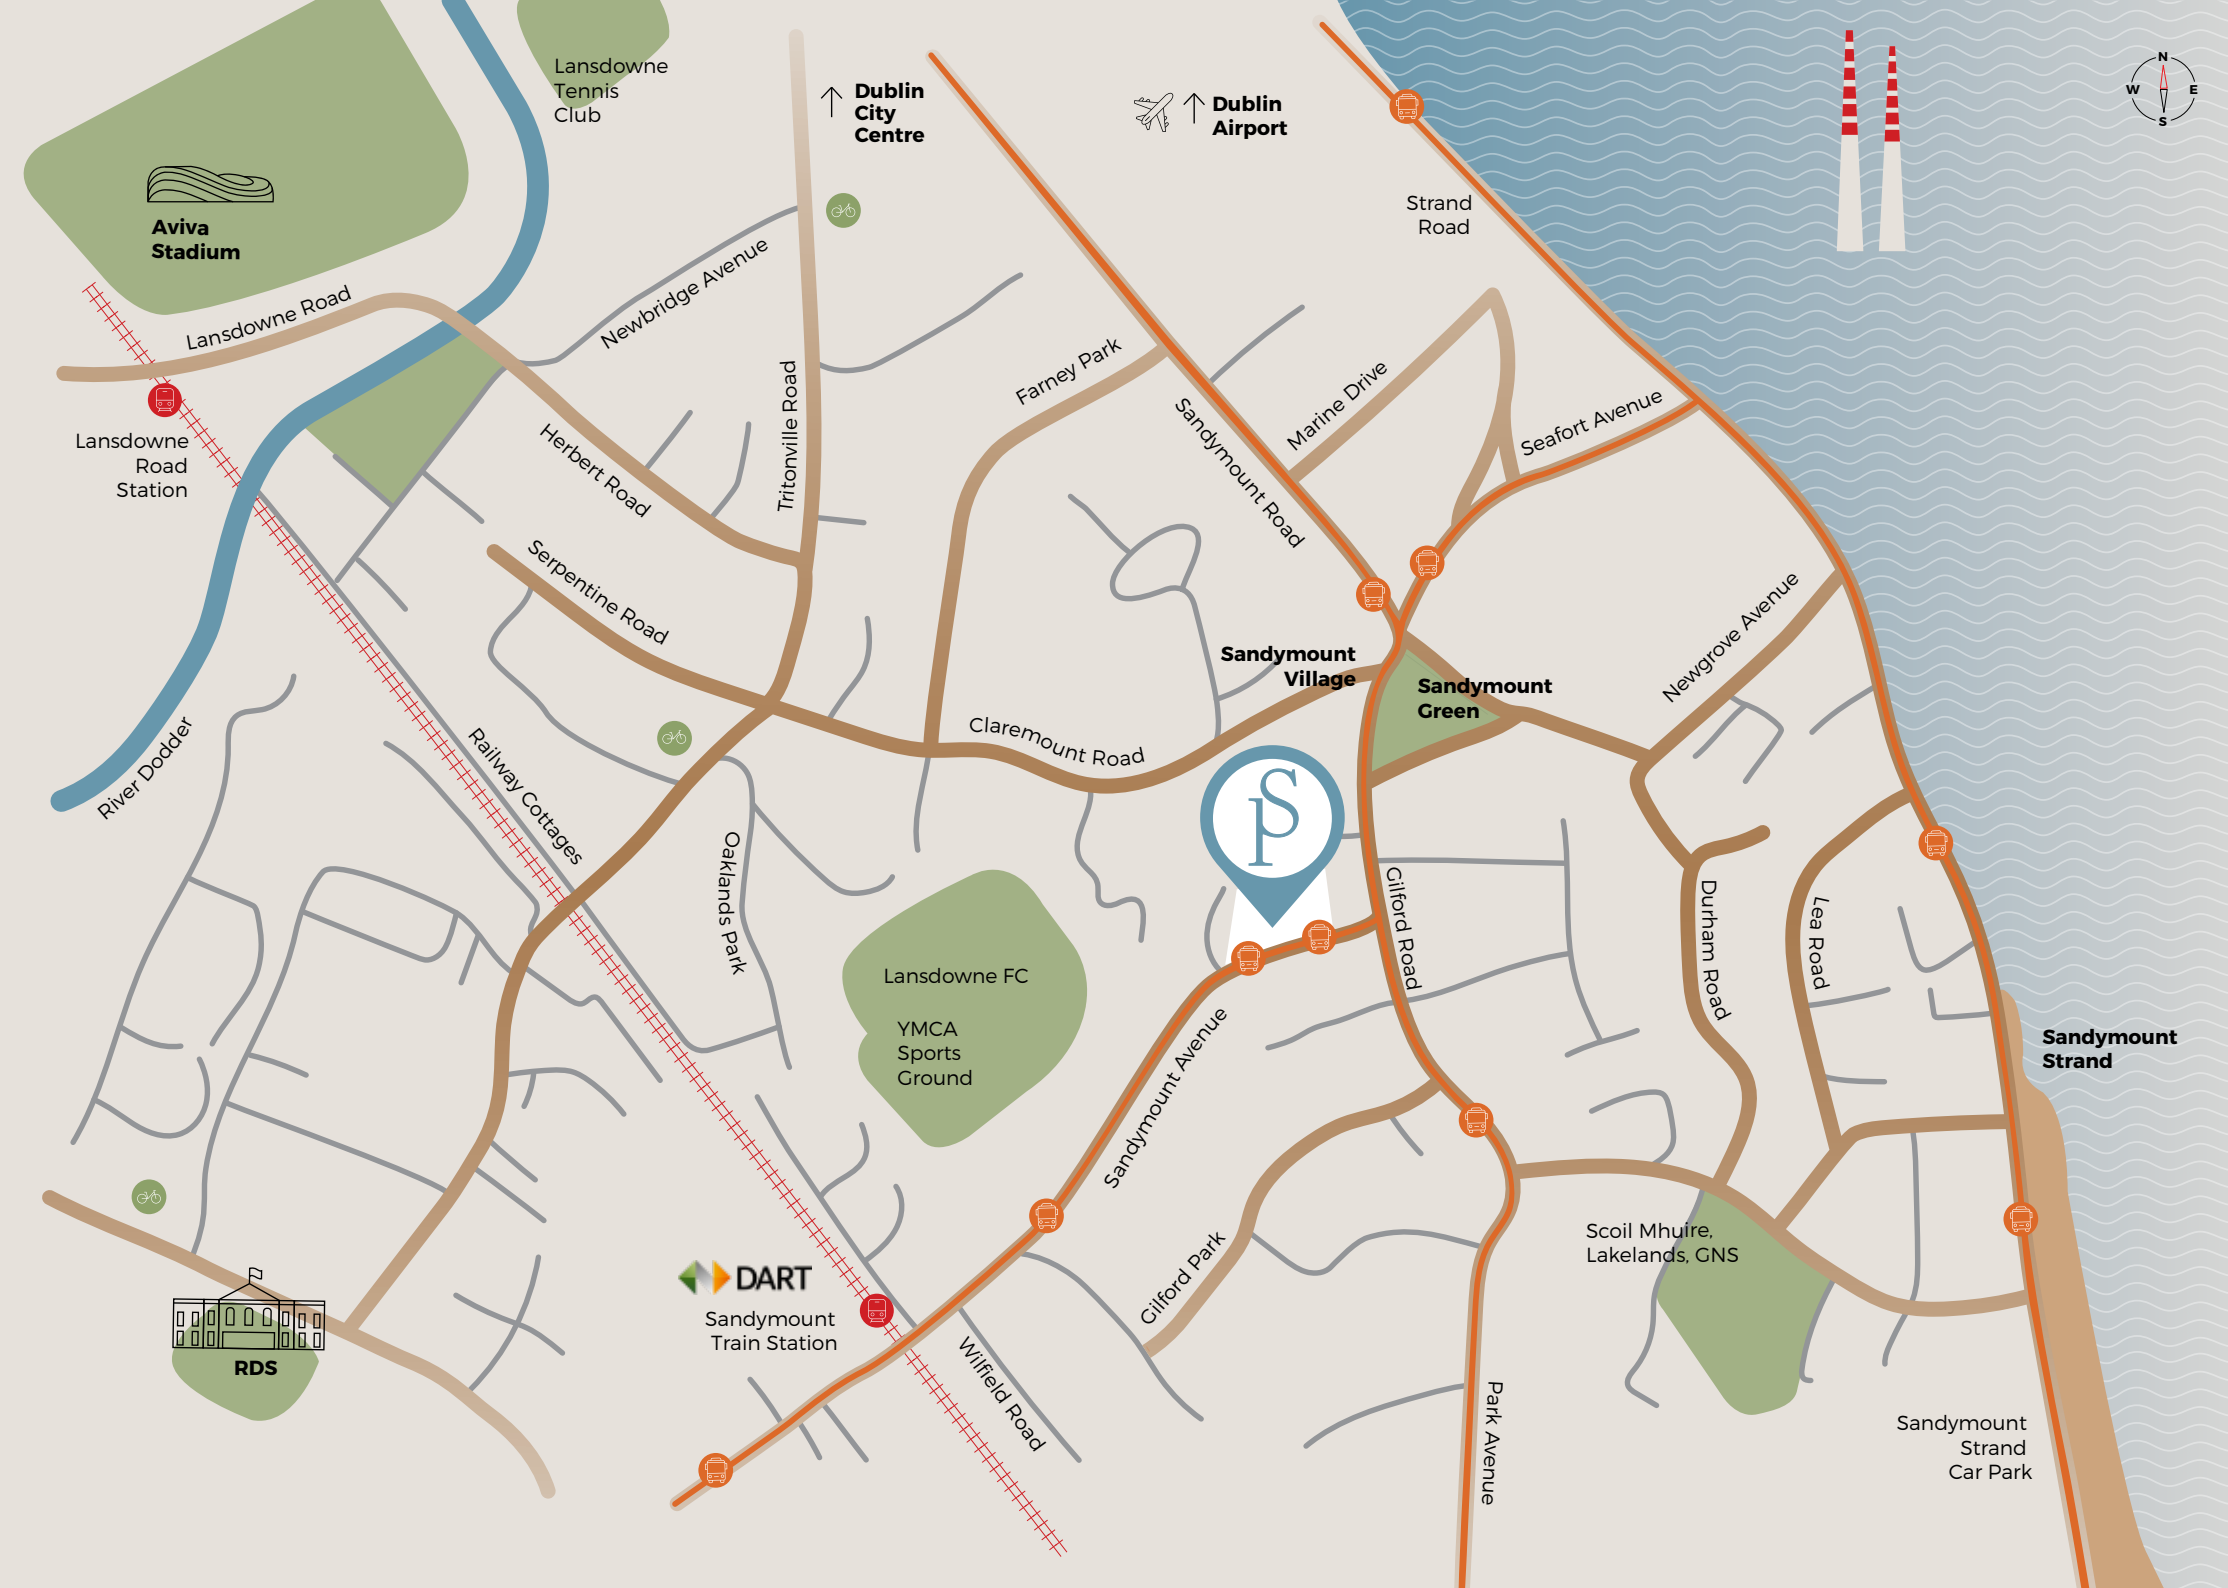 Lansdowne
Tennis
Club
Dublin
City
Centre
Dublin
Airport
N
W
E
S
Strand
Road
Aviva
Stadium
Lansdowne Road
Newbridge Avenue
Farney Park
Tritonville Road
Marine Drive
Seafort Avenue
Sandymount Road
Lansdowne
Road
Station
Herbert Road
Serpentine Road
Newgrove Avenue
Sandymount
Village
Sandymount
Green
River Dodder
Railway Cottages
Claremount Road
PS
Oaklands Park
Gilford Road
Durham Road
Lea Road
Lansdowne FC
YMCA
Sports
Ground
Sandymount
Strand
Sandymount Avenue
Gilford Park
Scoil Mhuire,
Lakelands, GNS
DART
Sandymount
Train Station
RDS
Wilfield Road
Park Avenue
Sandymount
Strand
Car Park